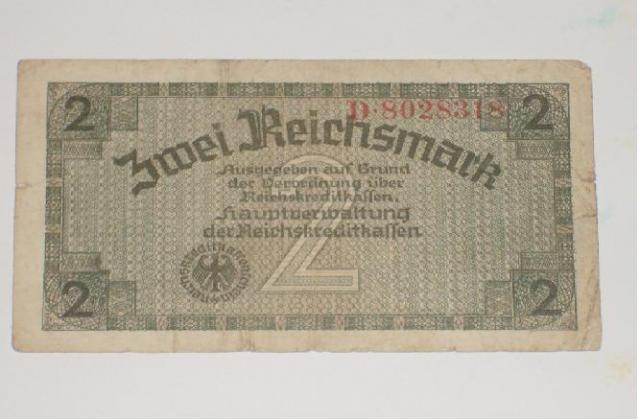 2 D·8028318 2
Zwei Reichsmark
Ausgegeben auf Grund
der Verordnung über
Reichskreditkassen.
Hauptverwaltung
der Reichskreditkassen
2
2 2